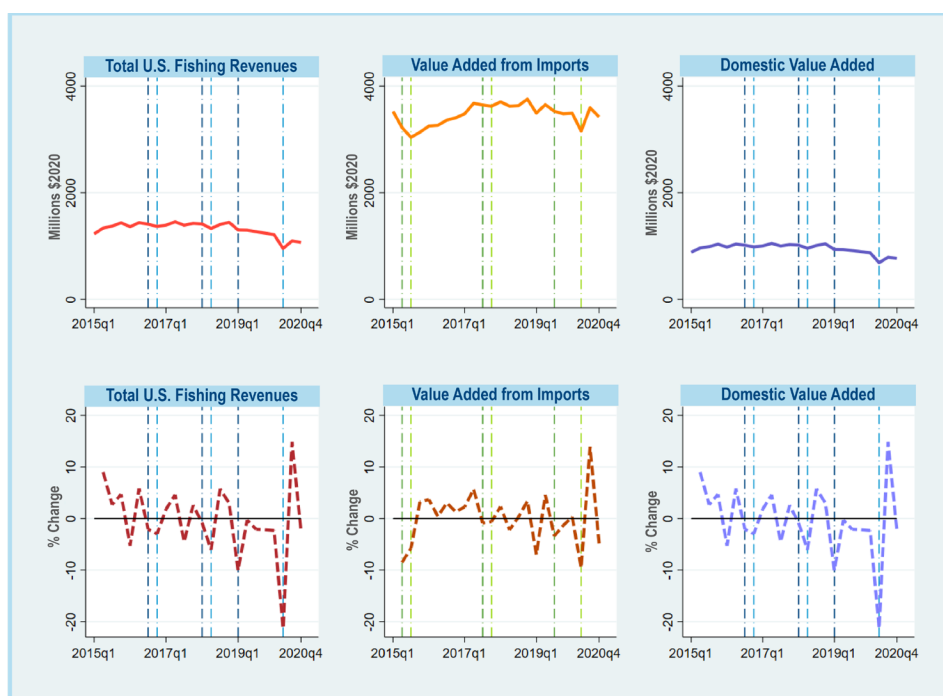 Total U.S. Fishing Revenues
Value Added from Imports
Domestic Value Added
Millions $2020
4000
2000
0
2015q1
2017q1
2019q1
2020q4
Millions $2020
4000
2000
0
2015q1
2017q1
2019q1
2020q4
Millions $2020
4000
2000
0
2015q1
2017q1
2019q1
2020q4
Total U.S. Fishing Revenues
Value Added from Imports
Domestic Value Added
% Change
20
10
0
-10
-20
2015q1
2017q1
2019q1
2020q4
% Change
20
10
0
-10
-20
2015q1
2017q1
2019q1
2020q4
% Change
20
10
0
-10
-20
2015q1
2017q1
2019q1
2020q4